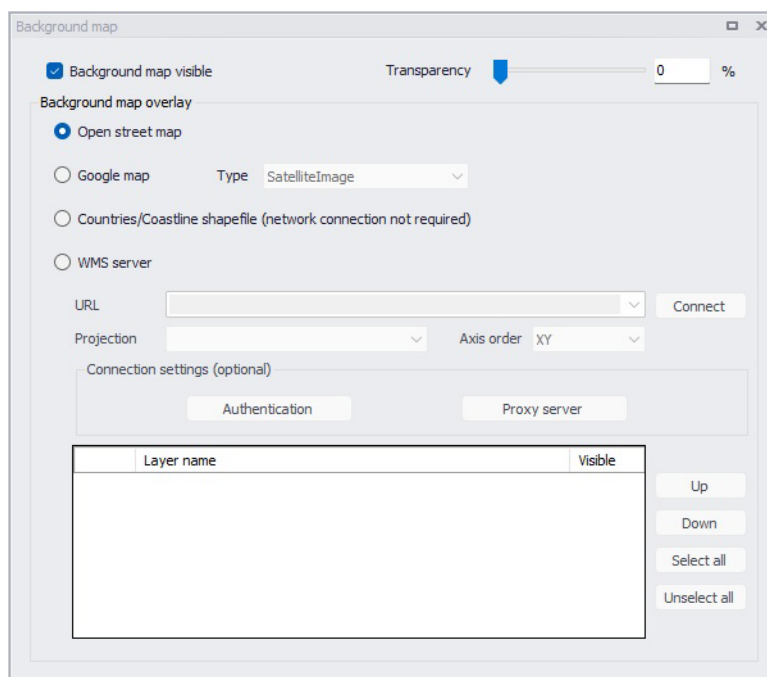 Background map
Background map visible Transparency 0 %
Background map overlay
Open street map
Google map Type SatelliteImage
Countries/Coastline shapefile (network connection not required)
WMS server
URL Connect
Projection Axis order XY
Connection settings (optional)
Authentication Proxy server
Layer name Visible
Up
Down
Select all
Unselect all